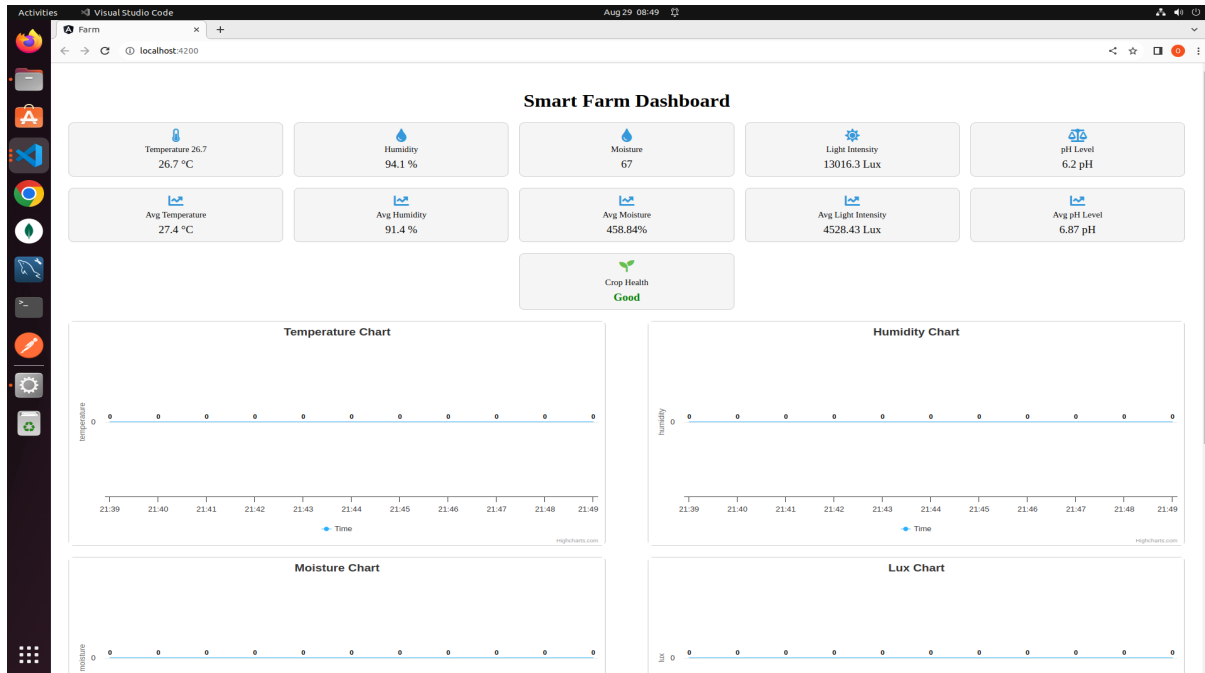 Activities Visual Studio Code Aug 29 08:49
Farm × +
localhost:4200 O
Smart Farm Dashboard
Temperature 26.7
26.7 °C
Humidity
94.1 %
Moisture
67
Light Intensity
13016.3 Lux
pH Level
6.2 pH
Avg Temperature
27.4 °C
Avg Humidity
91.4 %
Avg Moisture
458.84%
Avg Light Intensity
4528.43 Lux
Avg pH Level
6.87 pH
Crop Health
Good
Temperature Chart
temperature
0
0 0 0 0 0 0 0 0 0 0 0
21:39 21:40 21:41 21:42 21:43 21:44 21:45 21:46 21:47 21:48 21:49
Time
Highcharts.com
Humidity Chart
humidity
0
0 0 0 0 0 0 0 0 0 0 0
21:39 21:40 21:41 21:42 21:43 21:44 21:45 21:46 21:47 21:48 21:49
Time
Highcharts.com
Moisture Chart
moisture
0
0 0 0 0 0 0 0 0 0 0 0
Lux Chart
lux
0
0 0 0 0 0 0 0 0 0 0 0